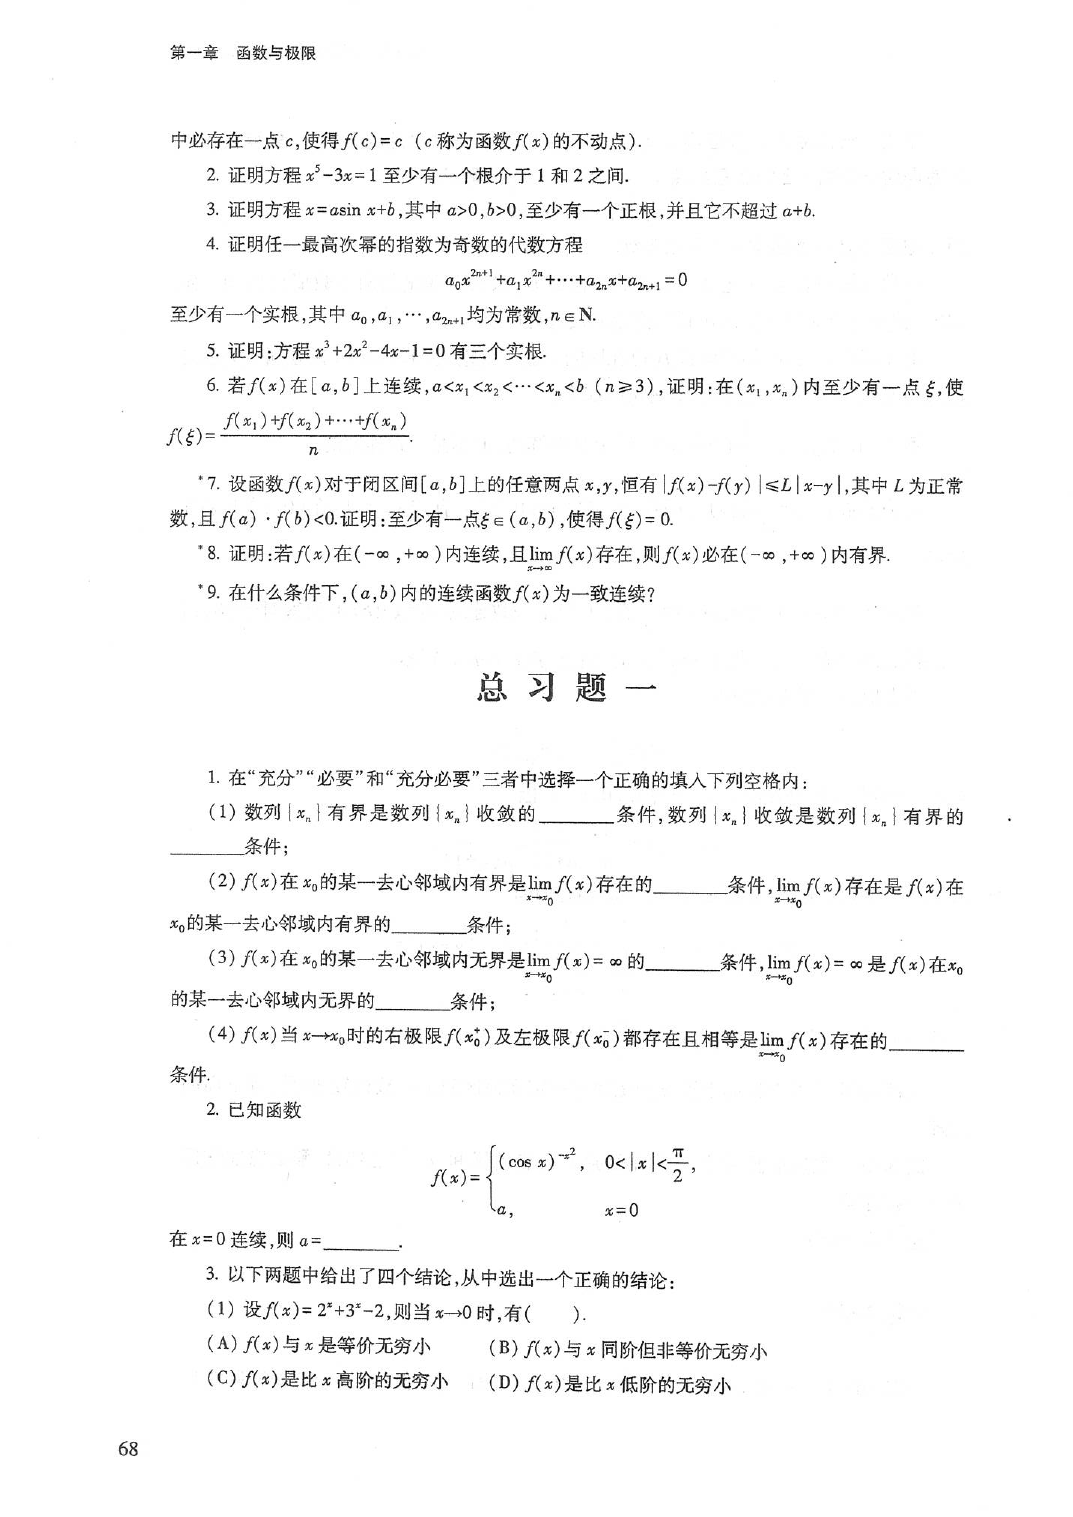 第一章　函数与极限
中必存在一点 c,使得 f(c)=c (c 称为函数 f(x)的不动点).
2. 证明方程 x⁵-3x=1 至少有一个根介于 1 和 2 之间.
3. 证明方程 x=asin x+b,其中 a>0,b>0,至少有一个正根,并且它不超过 a+b.
4. 证明任一最高次幂的指数为奇数的代数方程
a₀x²ⁿ⁺¹+a₁x²ⁿ+⋯+a₂ₙx+a₂ₙ₊₁=0
至少有一个实根,其中 a₀,a₁,⋯,a₂ₙ₊₁均为常数,n∈N.
5. 证明:方程 x³+2x²-4x-1=0 有三个实根.
6. 若 f(x)在[a,b]上连续,a<x₁<x₂<⋯<xₙ<b (n≥3),证明:在(x₁,xₙ)内至少有一点 ξ,使
f(ξ)=\frac{f(x₁)+f(x₂)+⋯+f(xₙ)}{n}.
*7. 设函数 f(x)对于闭区间[a,b]上的任意两点 x,y,恒有|f(x)-f(y)|≤L|x-y|,其中 L 为正常
数,且 f(a)·f(b)<0.证明:至少有一点 ξ∈(a,b),使得 f(ξ)=0.
*8. 证明:若 f(x)在(-∞,+∞)内连续,且\lim_{x→∞} f(x)存在,则 f(x)必在(-∞,+∞)内有界.
*9. 在什么条件下,(a,b)内的连续函数 f(x)为一致连续?
总习题一
1. 在“充分”“必要”和“充分必要”三者中选择一个正确的填入下列空格内:
(1) 数列{xₙ}有界是数列{xₙ}收敛的________条件,数列{xₙ}收敛是数列{xₙ}有界的
________条件;
(2) f(x)在 x₀的某一去心邻域内有界是\lim_{x→x₀} f(x)存在的________条件,\lim_{x→x₀} f(x)存在是 f(x)在
x₀的某一去心邻域内有界的________条件;
(3) f(x)在 x₀的某一去心邻域内无界是\lim_{x→x₀} f(x)=∞的________条件,\lim_{x→x₀} f(x)=∞是 f(x)在x₀
的某一去心邻域内无界的________条件;
(4) f(x)当 x→x₀时的右极限 f(x₀⁺)及左极限 f(x₀⁻)都存在且相等是\lim_{x→x₀} f(x)存在的________
条件.
2. 已知函数
f(x)=\begin{cases}(cos x)^{-x²}, & 0<|x|<\frac{π}{2}, \\ a, & x=0\end{cases}
在 x=0 连续,则 a=________.
3. 以下两题中给出了四个结论,从中选出一个正确的结论:
(1) 设 f(x)=2ˣ+3ˣ-2,则当 x→0 时,有(　　).
(A) f(x)与 x 是等价无穷小　　(B) f(x)与 x 同阶但非等价无穷小
(C) f(x)是比 x 高阶的无穷小　　(D) f(x)是比 x 低阶的无穷小
68